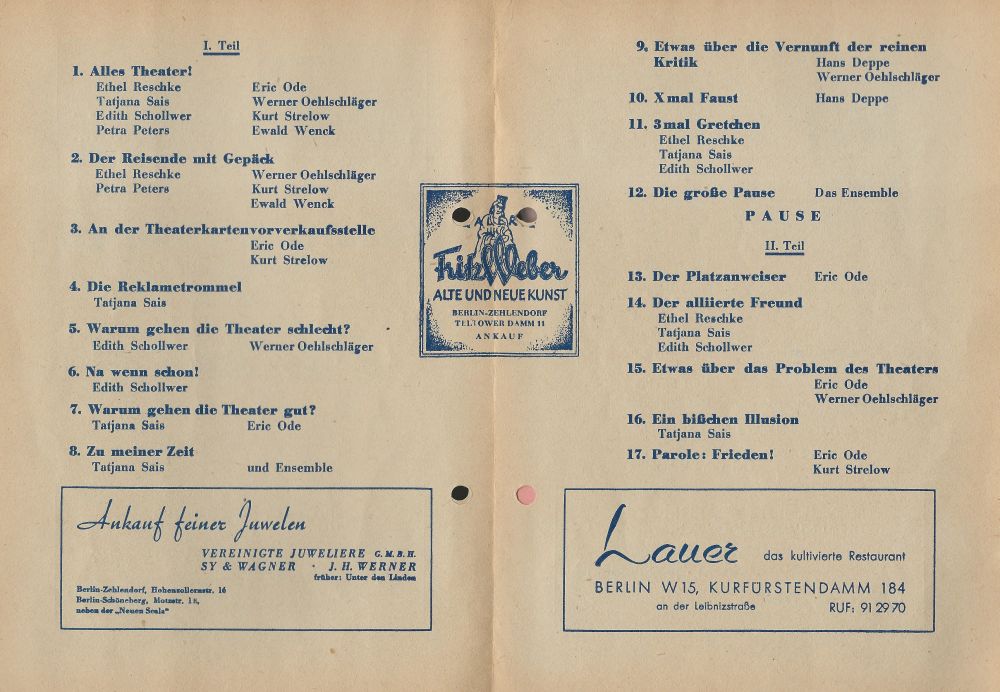 I. Teil
1. Alles Theater!
Ethel Reschke Eric Ode
Tatjana Sais Werner Oehlschläger
Edith Schollwer Kurt Strelow
Petra Peters Ewald Wenck
2. Der Reisende mit Gepäck
Ethel Reschke Werner Oehlschläger
Petra Peters Kurt Strelow
Ewald Wenck
3. An der Theaterkartenvorverkaufsstelle
Eric Ode
Kurt Strelow
4. Die Reklametrommel
Tatjana Sais
5. Warum gehen die Theater schlecht?
Edith Schollwer Werner Oehlschläger
6. Na wenn schon!
Edith Schollwer
7. Warum gehen die Theater gut?
Tatjana Sais Eric Ode
8. Zu meiner Zeit
Tatjana Sais und Ensemble
Ankauf feiner Juwelen
VEREINIGTE JUWELIERE G.M.B.H.
SY & WAGNER · J. H. WERNER
früher: Unter den Linden
Berlin-Zehlendorf, Hohenzollernstr. 16
Berlin-Schöneberg, Motzstr. 18,
neben der „Neuen Scala"
Fritz Weber
ALTE UND NEUE KUNST
BERLIN-ZEHLENDORF
TELTOWER DAMM 11
ANKAUF
9. Etwas über die Vernunft der reinen
Kritik Hans Deppe
Werner Oehlschläger
10. Xmal Faust Hans Deppe
11. 3mal Gretchen
Ethel Reschke
Tatjana Sais
Edith Schollwer
12. Die große Pause Das Ensemble
PAUSE
II. Teil
13. Der Platzanweiser Eric Ode
14. Der alliierte Freund
Ethel Reschke
Tatjana Sais
Edith Schollwer
15. Etwas über das Problem des Theaters
Eric Ode
Werner Oehlschläger
16. Ein bißchen Illusion
Tatjana Sais
17. Parole: Frieden! Eric Ode
Kurt Strelow
Lauer das kultivierte Restaurant
BERLIN W15, KURFÜRSTENDAMM 184
an der Leibnizstraße RUF: 91 29 70